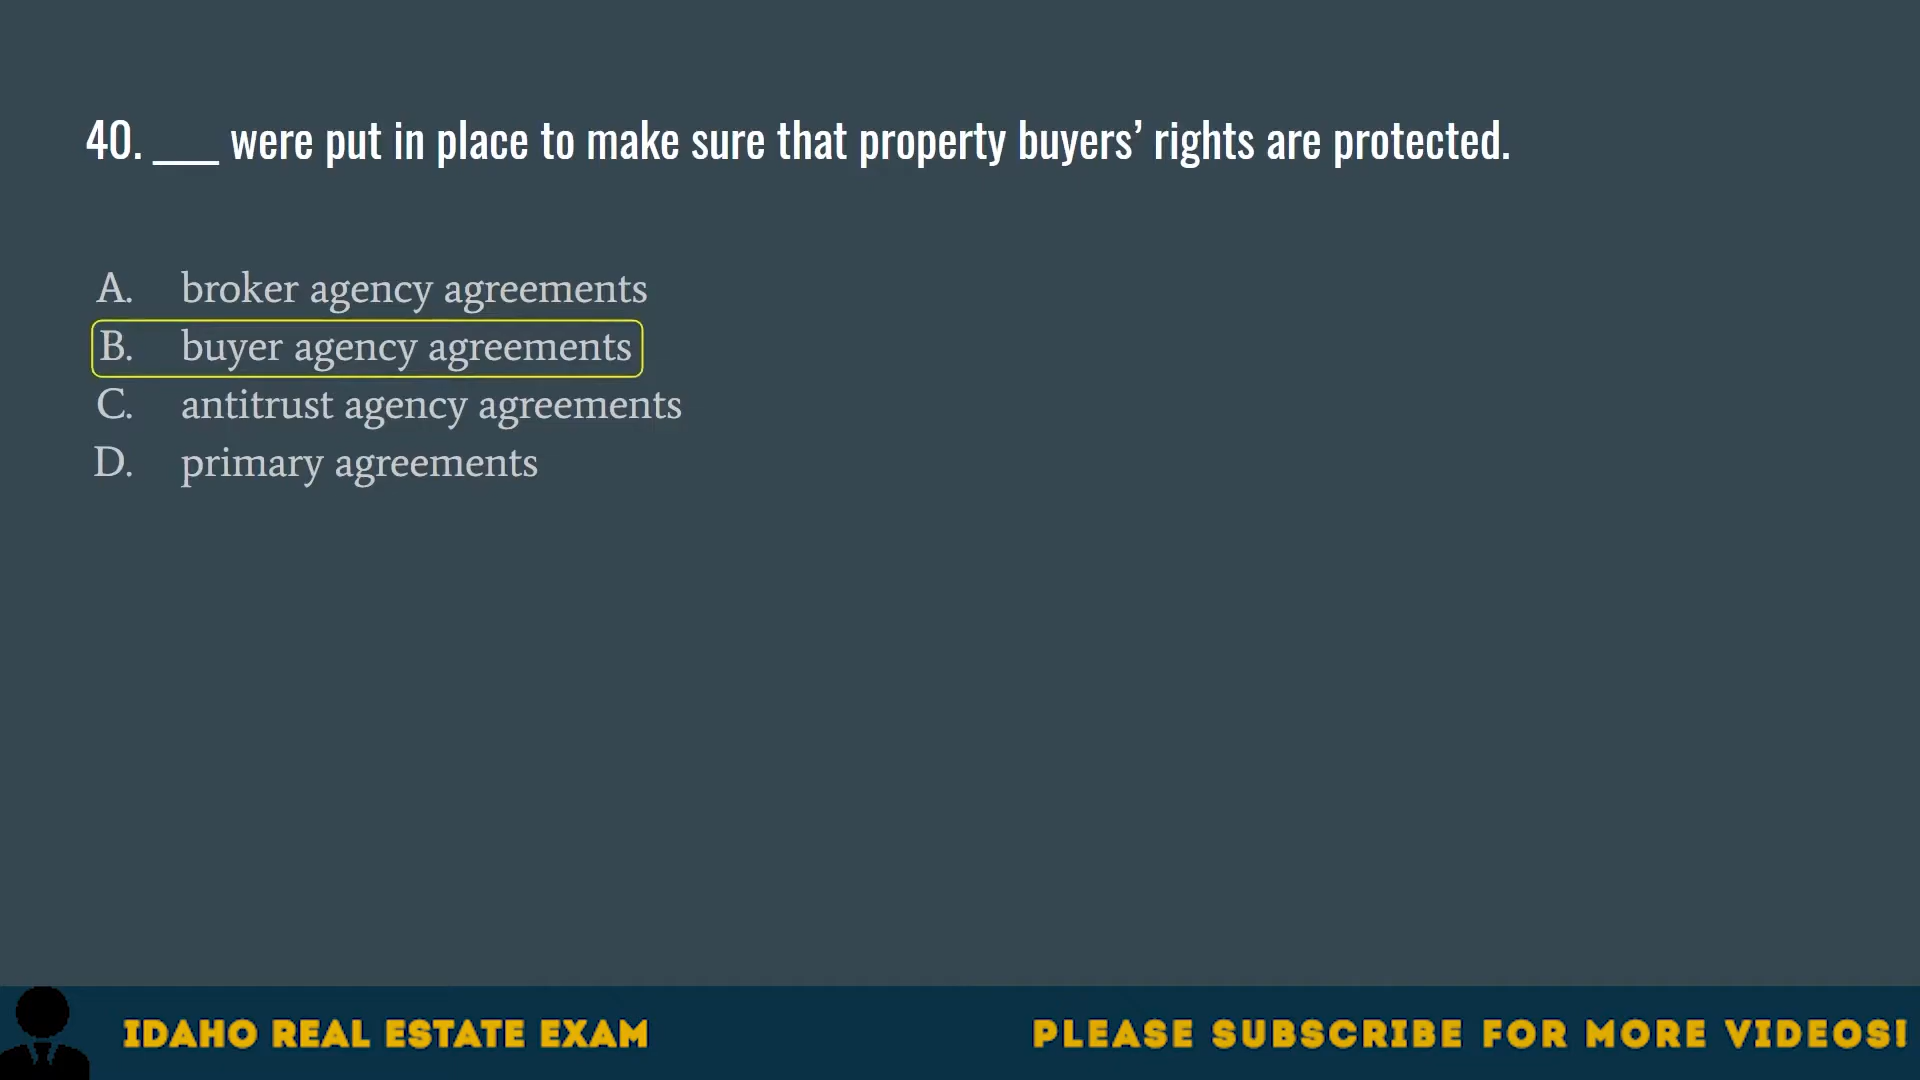 40. ___ were put in place to make sure that property buyers’ rights are protected.
A. broker agency agreements
B. buyer agency agreements
C. antitrust agency agreements
D. primary agreements
IDAHO REAL ESTATE EXAM
PLEASE SUBSCRIBE FOR MORE VIDEOS!